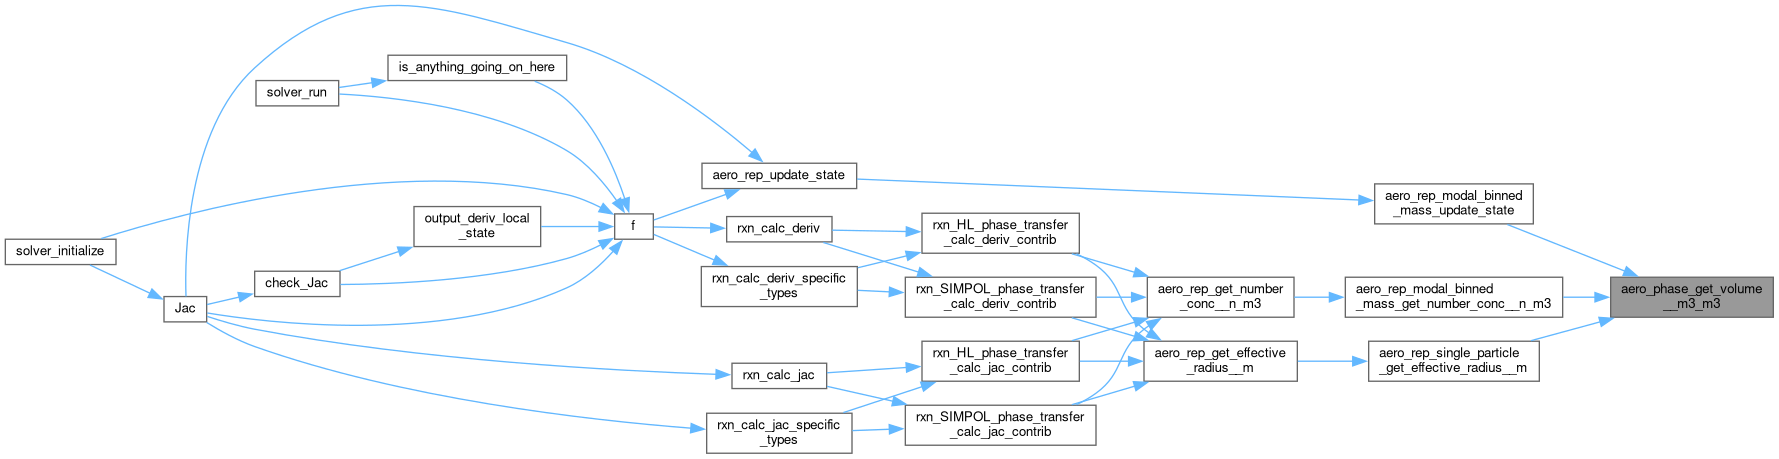 is_anything_going_on_here
solver_run
aero_rep_update_state
aero_rep_modal_binned
_mass_update_state
output_deriv_local
_state
f
rxn_calc_deriv
rxn_HL_phase_transfer
_calc_deriv_contrib
solver_initialize
check_Jac
rxn_calc_deriv_specific
_types
rxn_SIMPOL_phase_transfer
_calc_deriv_contrib
aero_rep_get_number
_conc__n_m3
aero_rep_modal_binned
_mass_get_number_conc__n_m3
aero_phase_get_volume
__m3_m3
Jac
rxn_calc_jac
rxn_HL_phase_transfer
_calc_jac_contrib
aero_rep_get_effective
_radius__m
aero_rep_single_particle
_get_effective_radius__m
rxn_calc_jac_specific
_types
rxn_SIMPOL_phase_transfer
_calc_jac_contrib